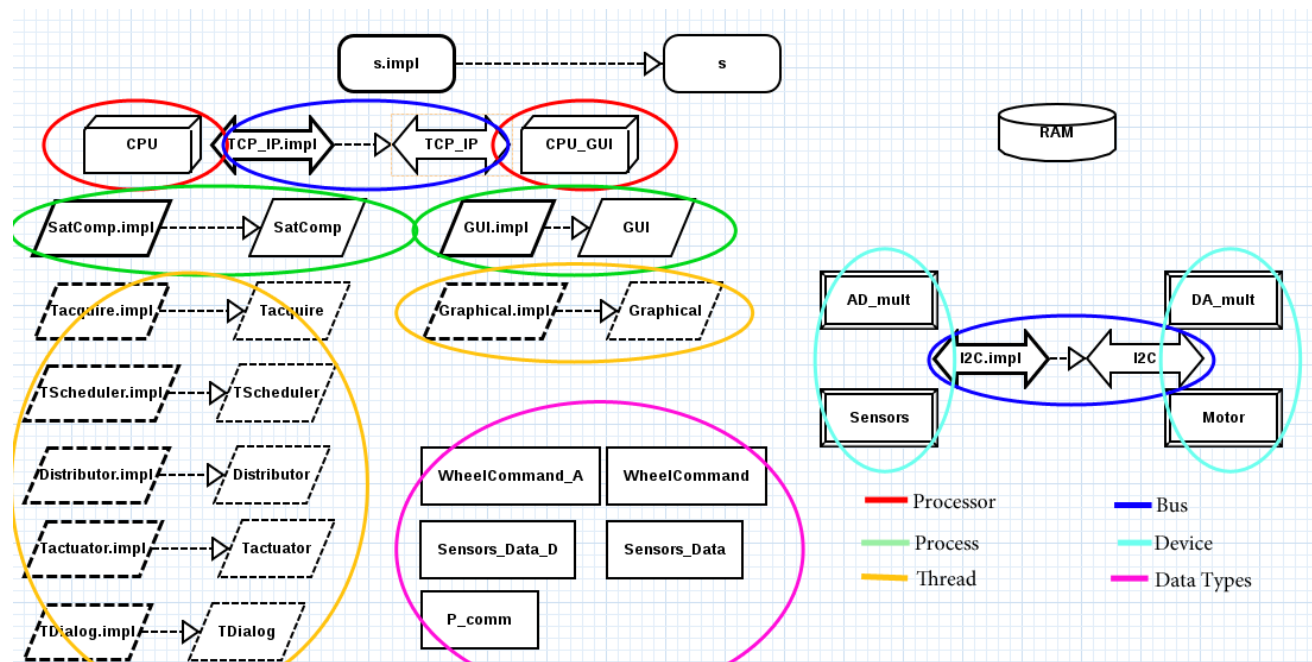 s.impl s
CPU TCP_IP.impl TCP_IP CPU_GUI RAM
SatComp.impl SatComp GUI.impl GUI
Tacquire.impl Tacquire Graphical.impl Graphical AD_mult DA_mult
I2C.impl I2C
TScheduler.impl TScheduler
Sensors Motor
Distributor.impl Distributor WheelCommand_A WheelCommand
Processor Bus
Tactuator.impl Tactuator Sensors_Data_D Sensors_Data Process Device
Thread Data Types
TDialog.impl TDialog P_comm